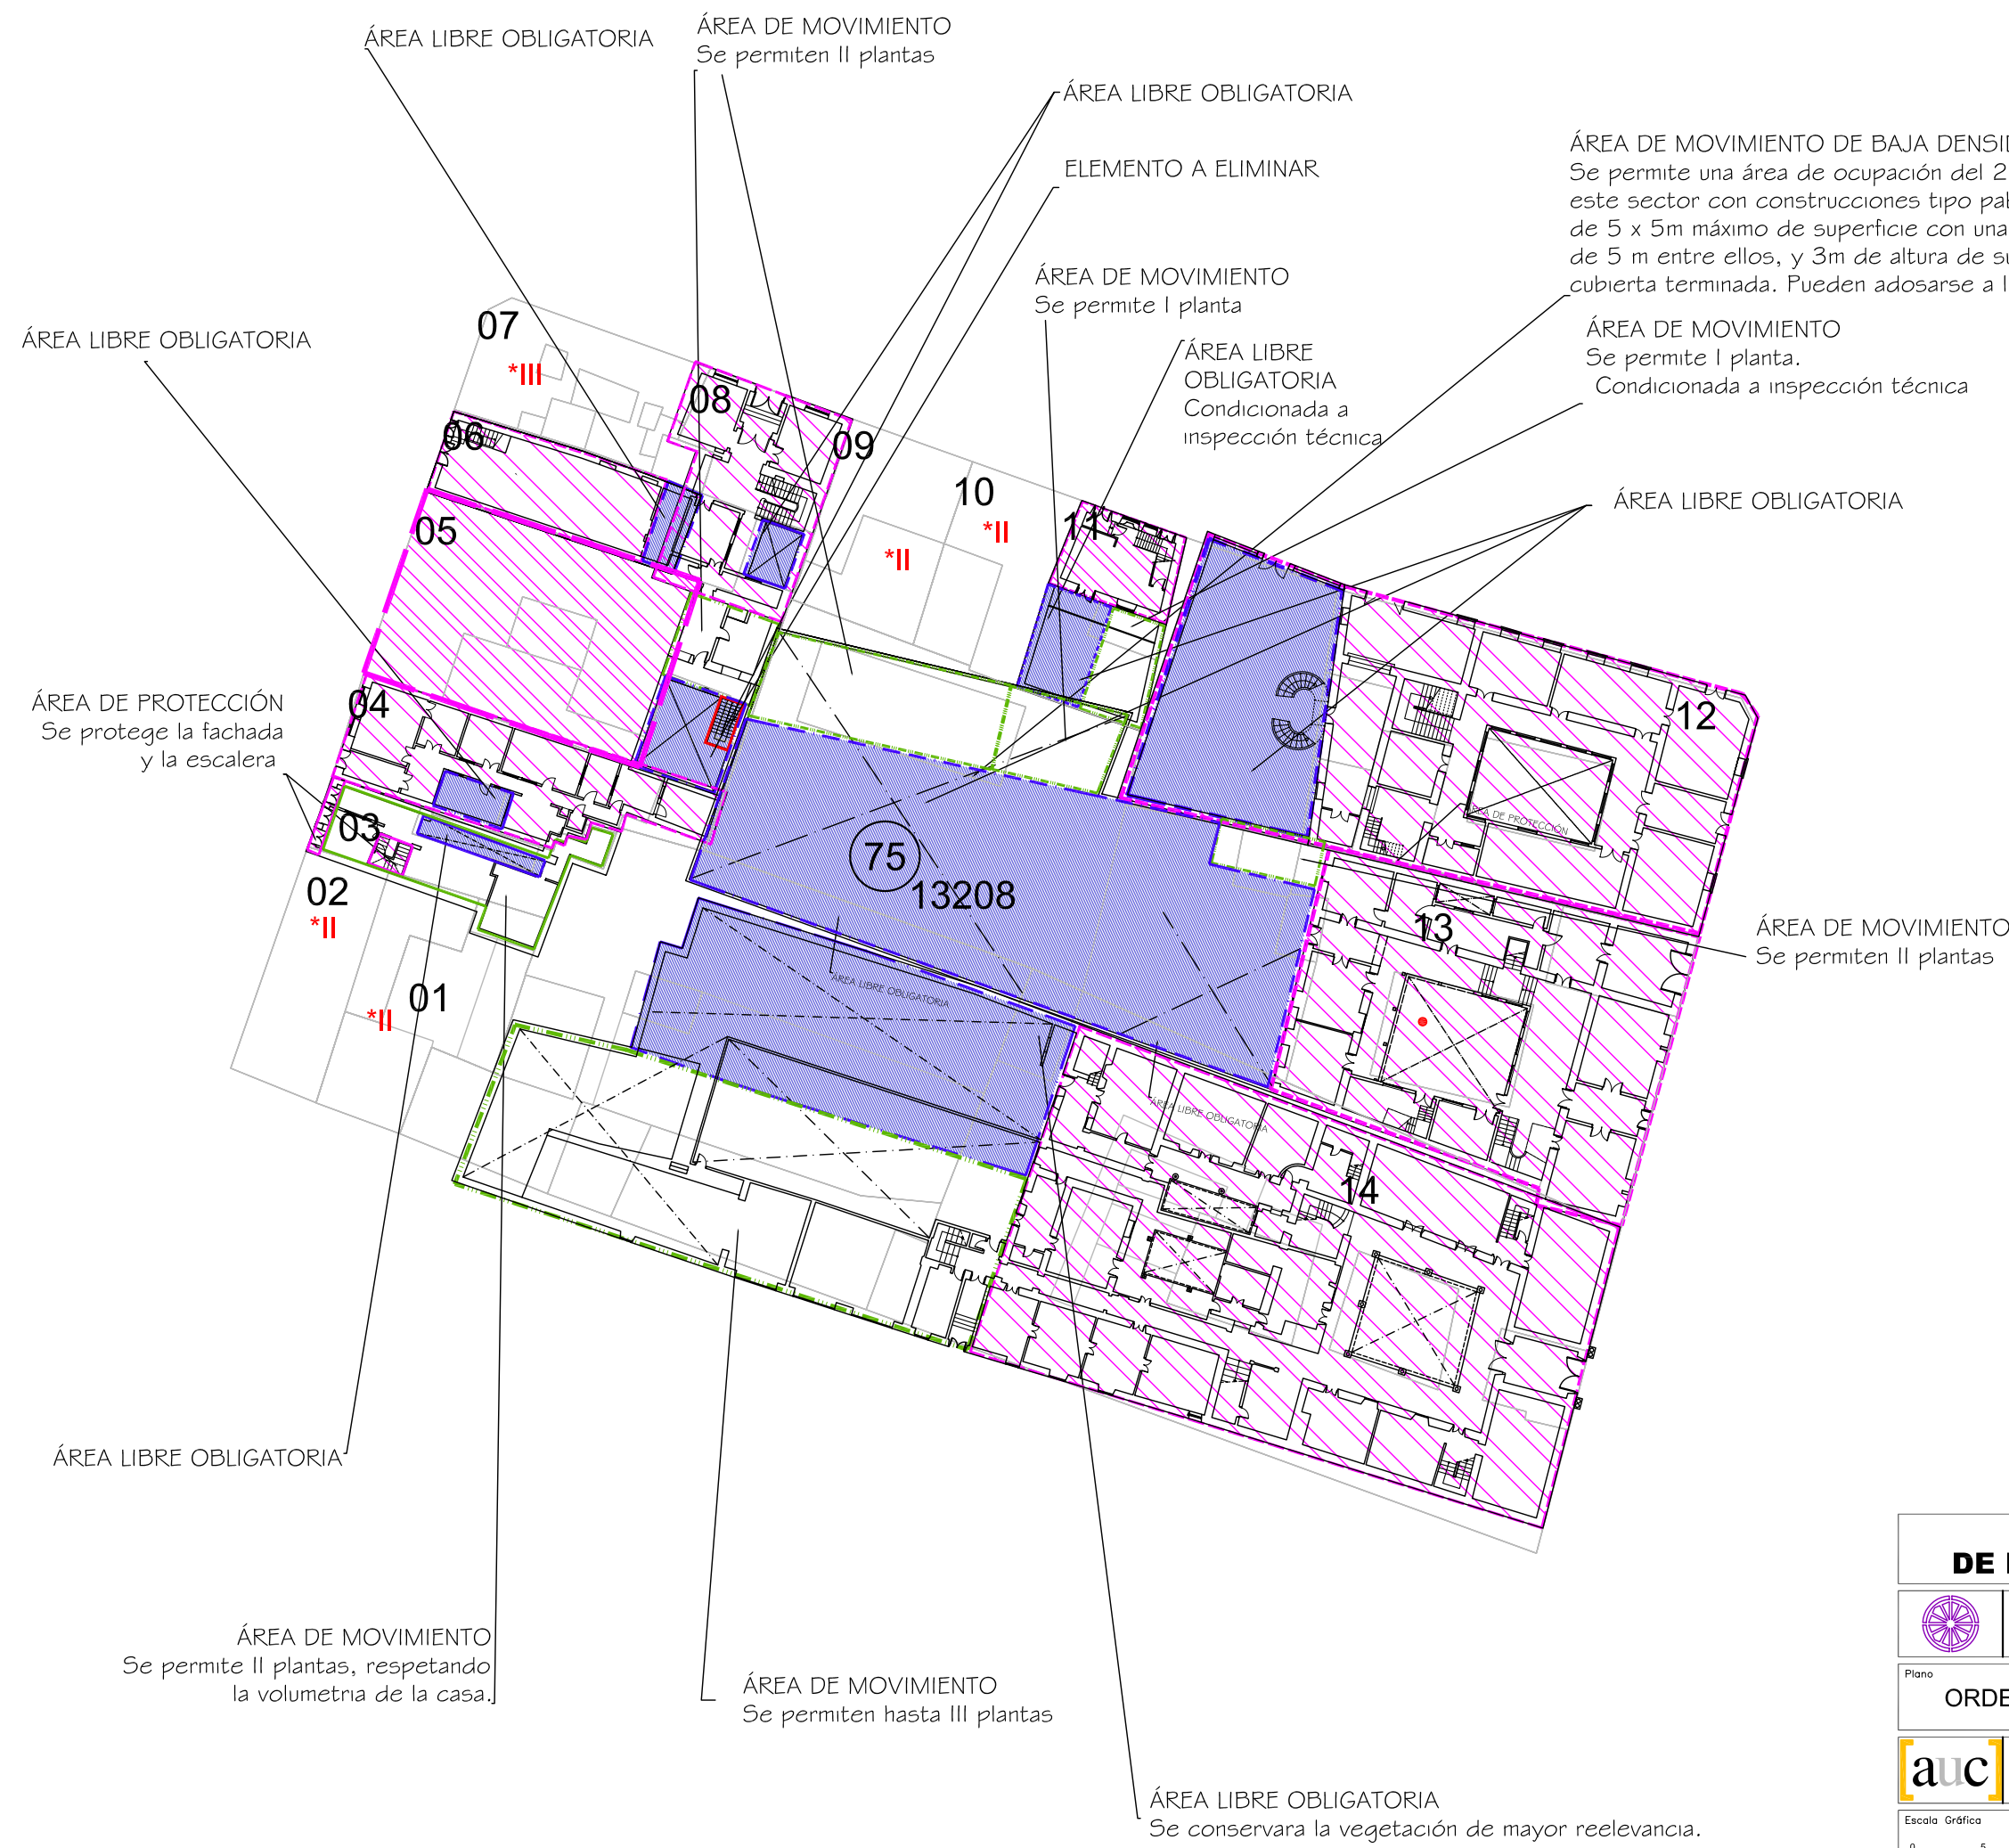 ÁREA LIBRE OBLIGATORIA
ÁREA DE MOVIMIENTO
Se permiten II plantas
ÁREA LIBRE OBLIGATORIA
ELEMENTO A ELIMINAR
ÁREA DE MOVIMIENTO DE BAJA
Se permite una área de ocupación del
este sector con construcciones tipo
de 5 x 5m máximo de superficie con una
de 5 m entre ellos, y 3m de altura de
cubierta terminada. Pueden adosarse a
ÁREA DE MOVIMIENTO
Se permite I planta
ÁREA LIBRE
OBLIGATORIA
Condicionada a
inspección técnica
ÁREA DE MOVIMIENTO
Se permite I planta.
Condicionada a inspección técnica
ÁREA LIBRE OBLIGATORIA
ÁREA LIBRE OBLIGATORIA
07
*III
08
06
09
10
*II
*II
11
05
ÁREA DE PROTECCIÓN
Se protege la fachada
y la escalera
04
12
ÁREA DE PROTECCIÓN
03
75
13208
02
*II
13
ÁREA DE MOVIMIENTO
Se permiten II plantas
01
*II
ÁREA LIBRE OBLIGATORIA
ÁREA LIBRE OBLIGATORIA
14
ÁREA LIBRE OBLIGATORIA
ÁREA DE MOVIMIENTO
Se permite II plantas, respetando
la volumetria de la casa.
ÁREA DE MOVIMIENTO
Se permiten hasta III plantas
ÁREA LIBRE OBLIGATORIA
Se conservara la vegetación de mayor reelevancia.
DE
Plano
[auc]
Escala Gráfica
0 5